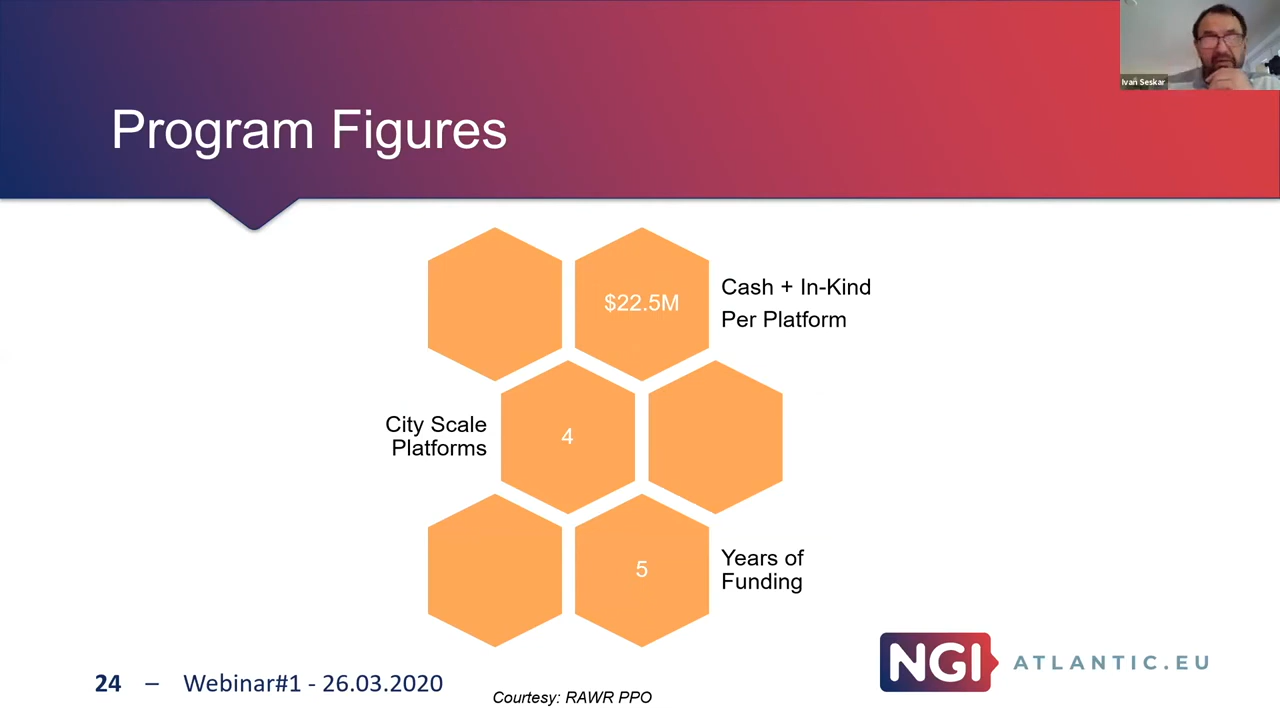 Ivan Seskar
Program Figures
$22.5M
Cash + In-Kind
Per Platform
City Scale
Platforms
4
5
Years of
Funding
NGI ATLANTIC.EU
24 – Webinar#1 - 26.03.2020
Courtesy: RAWR PPO